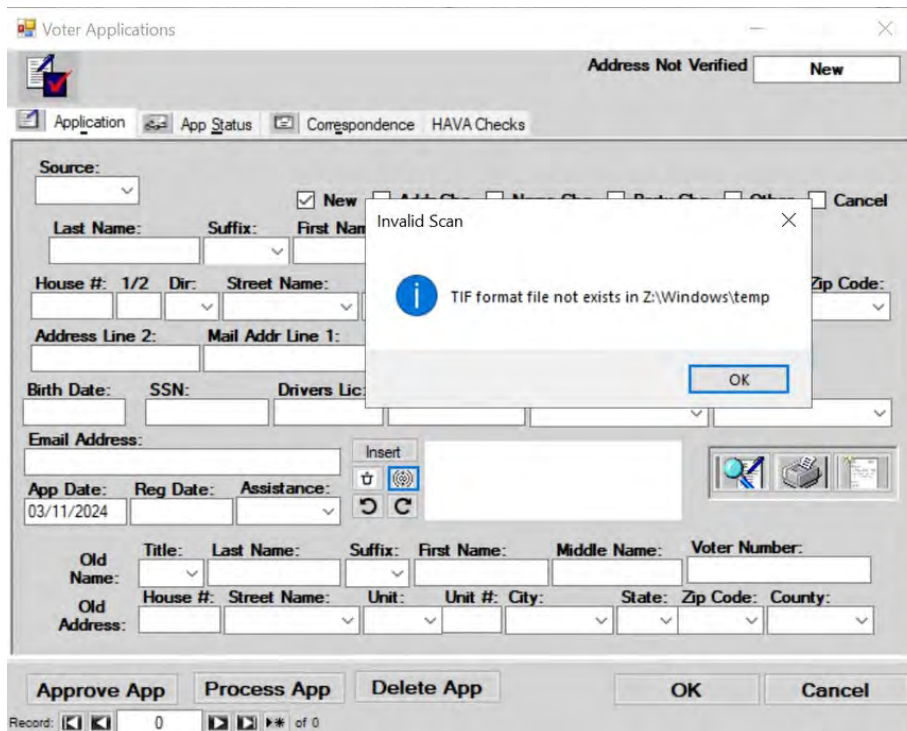 Voter Applications
Address Not Verified New
Application App Status Correspondence HAVA Checks
Source:
New Cancel
Last Name: Suffix: First Nam
Invalid Scan
TIF format file not exists in Z:\Windows\temp
OK
House #: 1/2 Dir: Street Name: Zip Code:
Address Line 2: Mail Addr Line 1:
Birth Date: SSN: Drivers Lic:
Email Address:
Insert
App Date: Reg Date: Assistance:
03/11/2024
Old Name: Title: Last Name: Suffix: First Name: Middle Name: Voter Number:
Old Address: House #: Street Name: Unit: Unit #: City: State: Zip Code: County:
Approve App Process App Delete App OK Cancel
Record: 0 of 0